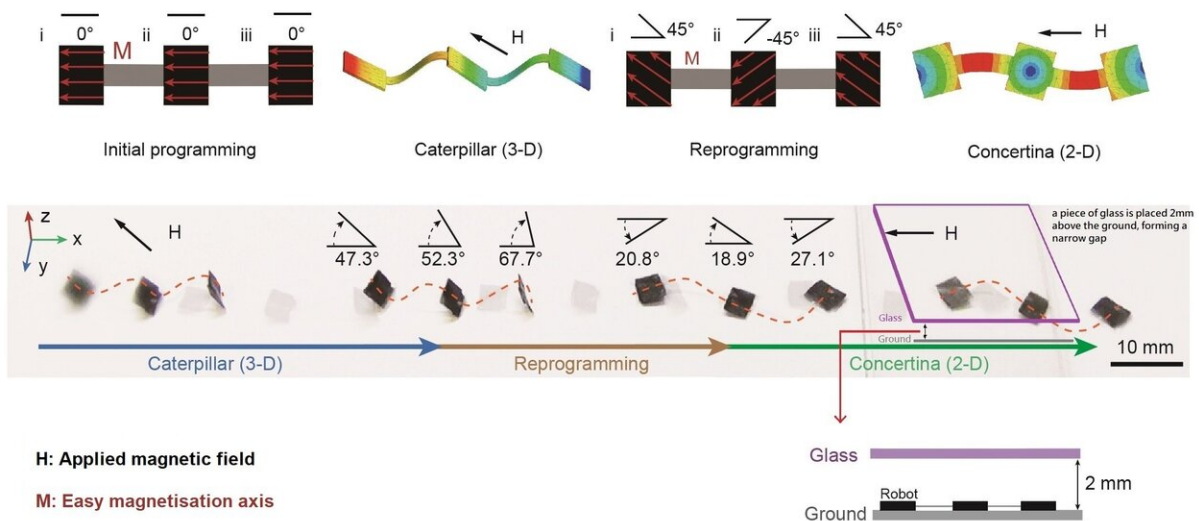 i 0° M ii 0° iii 0°
H
i 45° M ii -45° iii 45°
H
Initial programming
Caterpillar (3-D)
Reprogramming
Concertina (2-D)
z
x
y
H
47.3° 52.3° 67.7°
20.8° 18.9° 27.1°
H
a piece of glass is placed 2mm
above the ground, forming a
narrow gap
Glass
Ground
Caterpillar (3-D)
Reprogramming
Concertina (2-D)
10 mm
H: Applied magnetic field
M: Easy magnetisation axis
Glass
2 mm
Robot
Ground